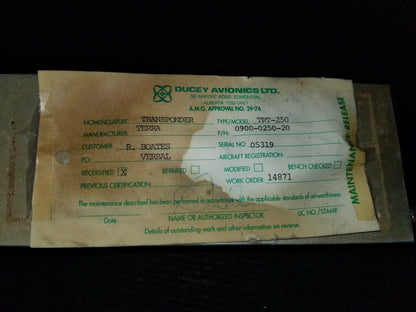 DUCEY AVIONICS LTD.
58 AIRPORT ROAD, EDMONTON,
ALBERTA T5G 0W7
A.M.O. APPROVAL NO. 29-74
NOMENCLATURE TRANSPONDER TYPE/MODEL: TRT-250
MANUFACTURER TERRA P/N: 0900-0250-20
CUSTOMER R. BOATES SERIAL NO: 05319
PO: VERBAL AIRCRAFT REGISTRATION:
RECERTIFIED X REPAIRED MODIFIED BENCH CHECKED
PREVIOUS CERTIFICATION: WORK ORDER: 14871
The maintenance described has been performed in accordance with the applicable standards of airworthiness.
Date NAME OR AUTHORIZED INSPECTOR LIC NO./STAMP
Details of outstanding work and other information on reverse.
MAINTENANCE RELEASE